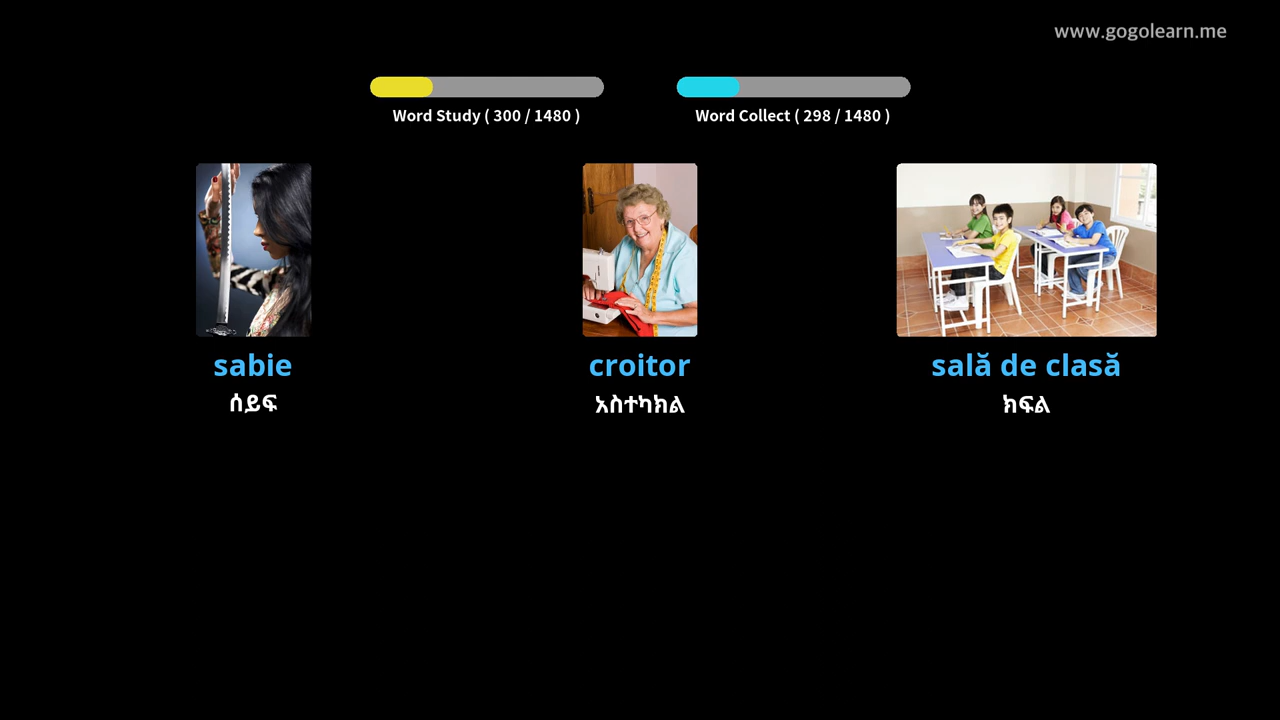 www.gogolearn.me
Word Study ( 300 / 1480 )
Word Collect ( 298 / 1480 )
sabie
ሰይፍ
croitor
አስተካክል
sală de clasă
ክፍል